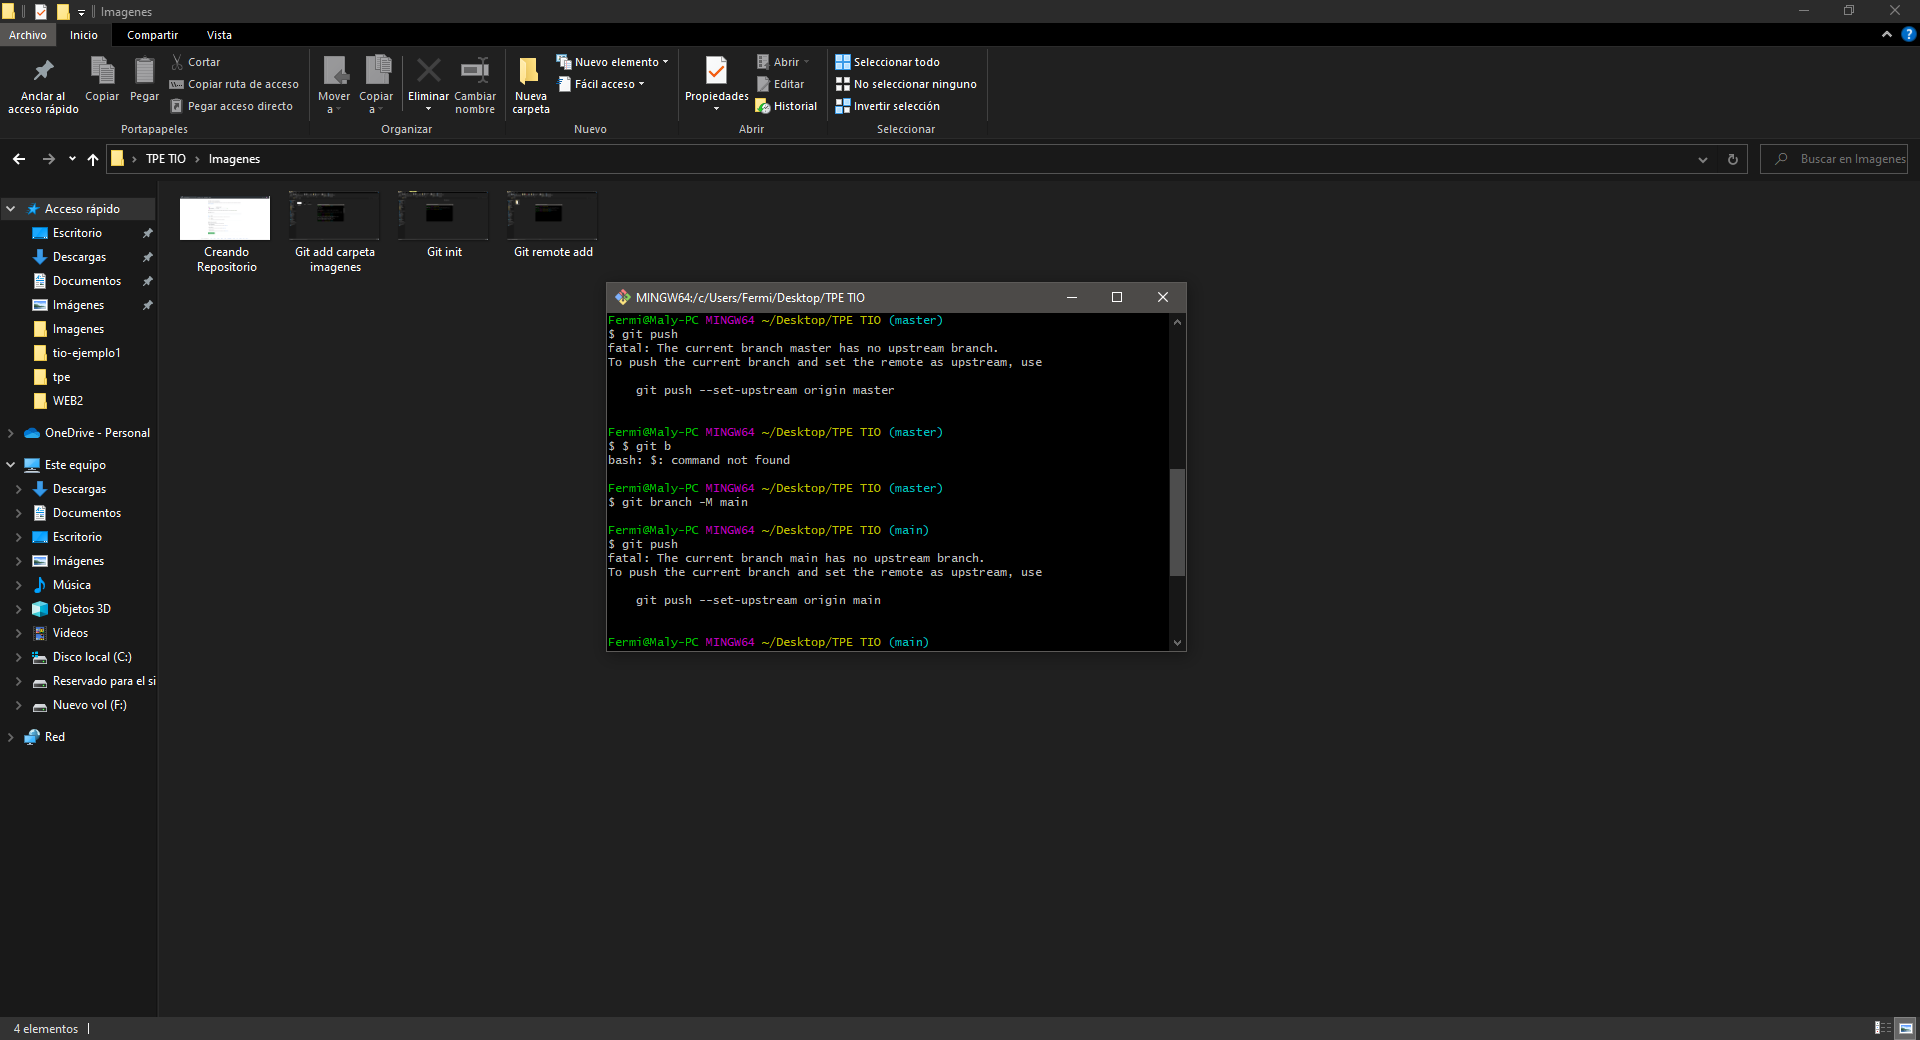 Imagenes
Archivo Inicio Compartir Vista
Anclar al acceso rápido
Copiar
Pegar
Cortar
Copiar ruta de acceso
Pegar acceso directo
Portapapeles
Mover a
Copiar a
Eliminar
Cambiar nombre
Organizar
Nueva carpeta
Nuevo elemento
Fácil acceso
Nuevo
Propiedades
Abrir
Editar
Historial
Abrir
Seleccionar todo
No seleccionar ninguno
Invertir selección
Seleccionar
TPE TIO › Imagenes
Buscar en Imagenes
Acceso rápido
Escritorio
Descargas
Documentos
Imágenes
Imagenes
tio-ejemplo1
tpe
WEB2
OneDrive - Personal
Este equipo
Descargas
Documentos
Escritorio
Imágenes
Música
Objetos 3D
Videos
Disco local (C:)
Reservado para el si
Nuevo vol (F:)
Red
Creando Repositorio
Git add carpeta imagenes
Git init
Git remote add
MINGW64:/c/Users/Fermi/Desktop/TPE TIO
Fermi@Maly-PC MINGW64 ~/Desktop/TPE TIO (master)
$ git push
fatal: The current branch master has no upstream branch.
To push the current branch and set the remote as upstream, use
git push --set-upstream origin master
Fermi@Maly-PC MINGW64 ~/Desktop/TPE TIO (master)
$ $ git b
bash: $: command not found
Fermi@Maly-PC MINGW64 ~/Desktop/TPE TIO (master)
$ git branch -M main
Fermi@Maly-PC MINGW64 ~/Desktop/TPE TIO (main)
$ git push
fatal: The current branch main has no upstream branch.
To push the current branch and set the remote as upstream, use
git push --set-upstream origin main
Fermi@Maly-PC MINGW64 ~/Desktop/TPE TIO (main)
4 elementos